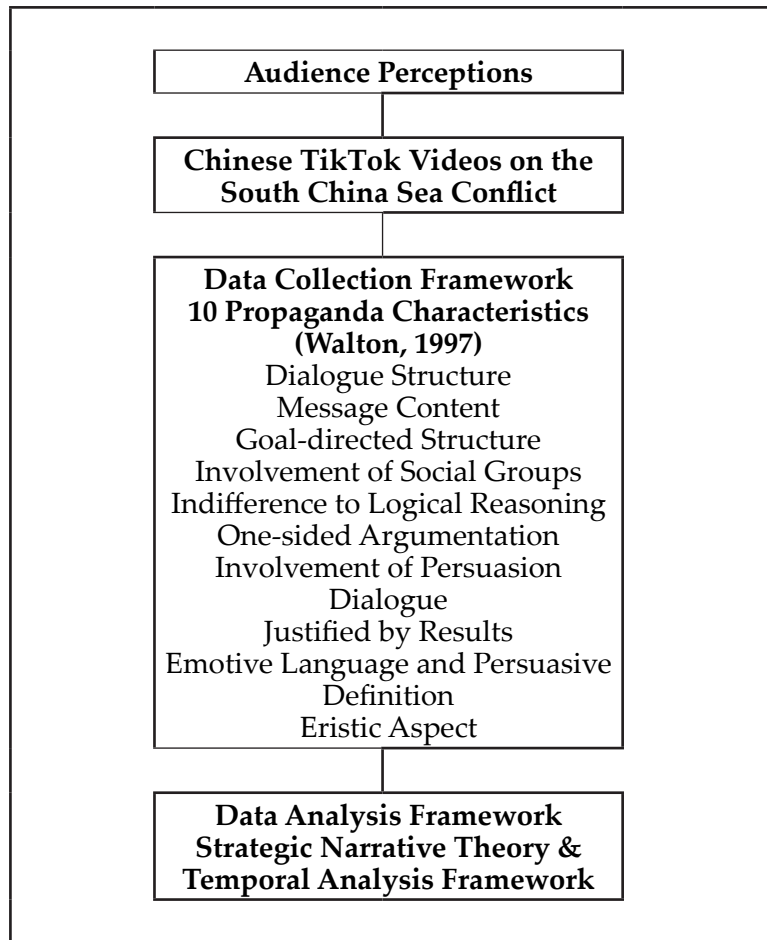 Audience Perceptions
Chinese TikTok Videos on the
South China Sea Conflict
Data Collection Framework
10 Propaganda Characteristics
(Walton, 1997)
Dialogue Structure
Message Content
Goal-directed Structure
Involvement of Social Groups
Indifference to Logical Reasoning
One-sided Argumentation
Involvement of Persuasion
Dialogue
Justified by Results
Emotive Language and Persuasive
Definition
Eristic Aspect
Data Analysis Framework
Strategic Narrative Theory &
Temporal Analysis Framework